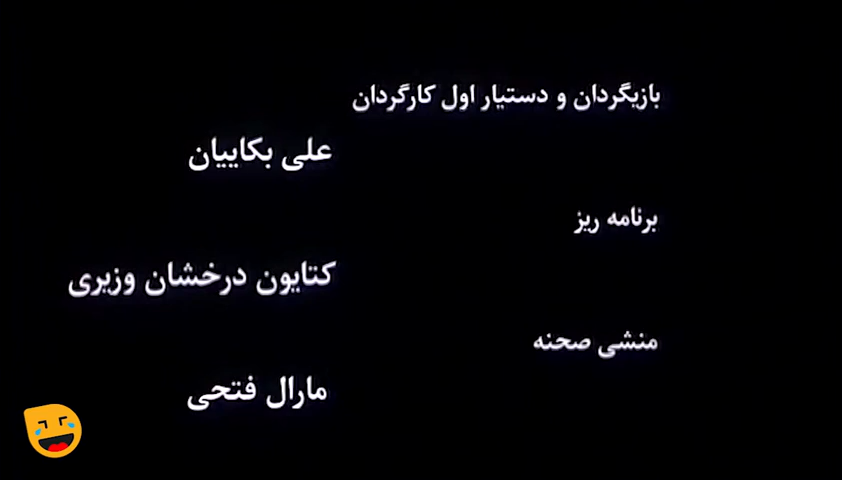 بازیگردان و دستیار اول کارگردان
علی بکاییان
برنامه ریز
کتایون درخشان وزیری
منشی صحنه
مارال فتحی